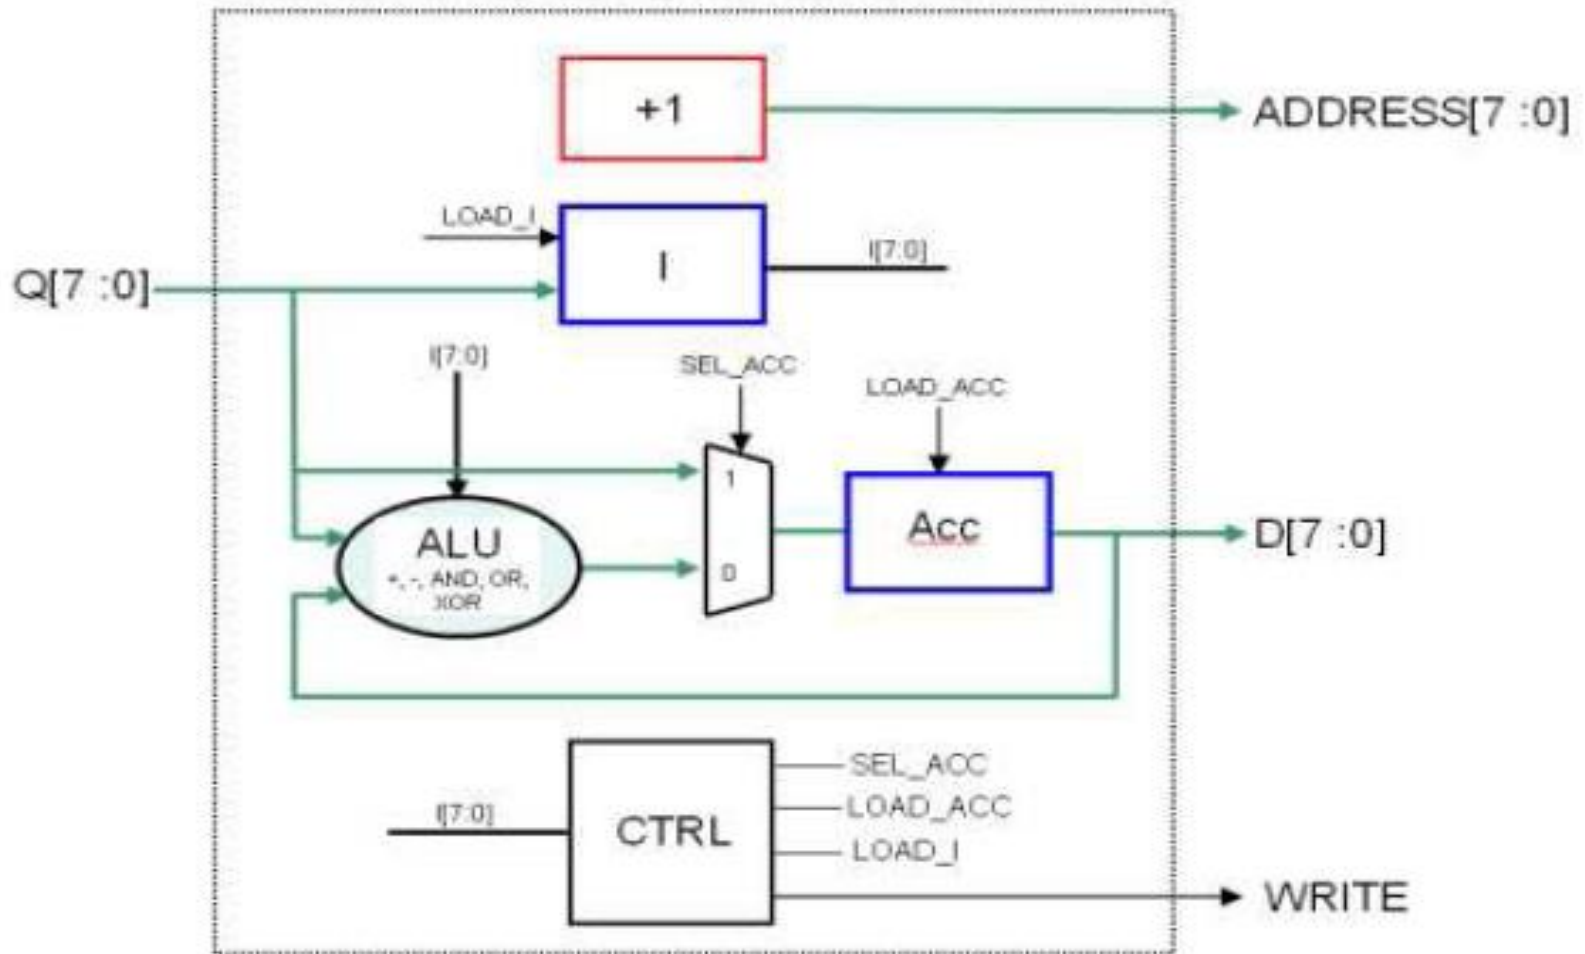 +1
ADDRESS[7 :0]
LOAD_I
I
I[7:0]
Q[7 :0]
I[7:0]
SEL_ACC
LOAD_ACC
1
ALU
+, -, AND, OR,
XOR
0
Acc
D[7 :0]
I[7:0]
CTRL
SEL_ACC
LOAD_ACC
LOAD_I
WRITE